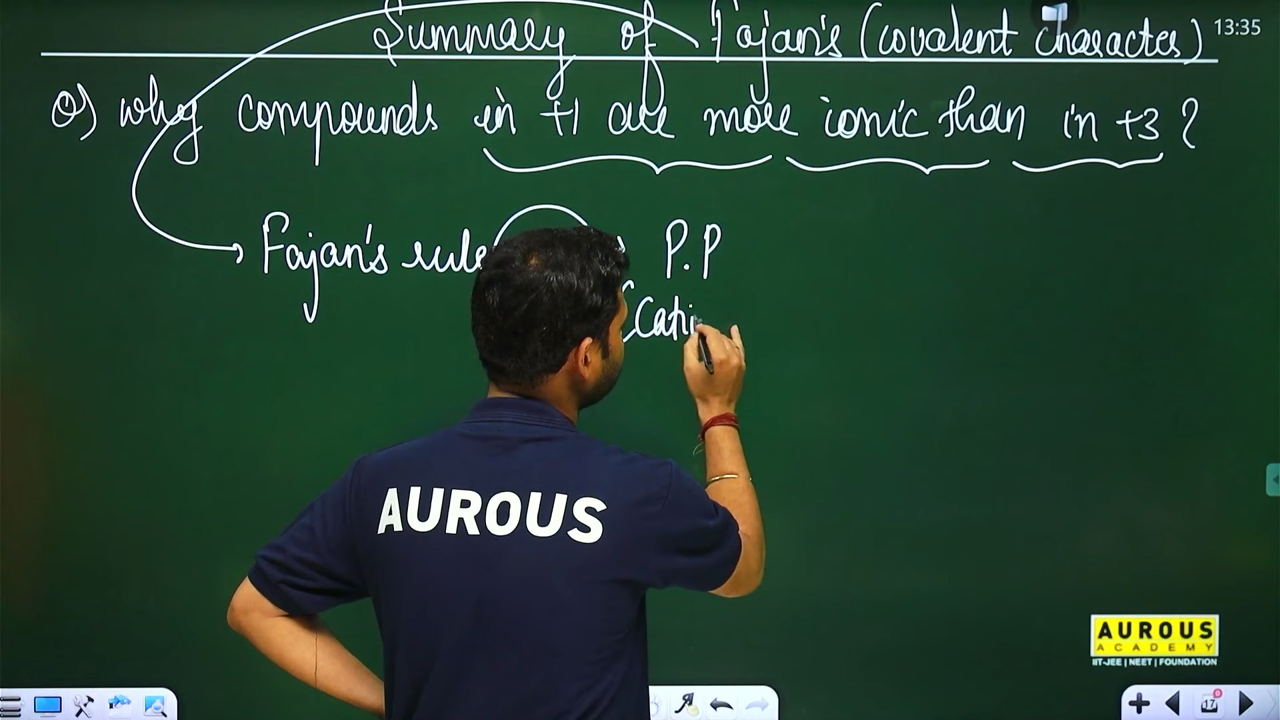 Summary of Fajan's (covalent character)
13:35
Q) why compounds in +1 are more ionic than in +3 ?
Fajan's rule
P.P
(Cati
AUROUS
AUROUS
ACADEMY
IIT-JEE | NEET | FOUNDATION
17